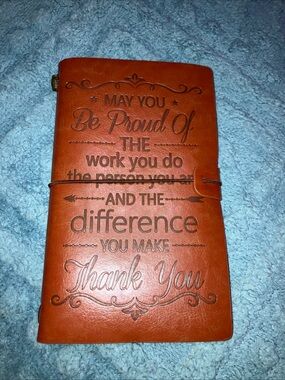 MAY YOU
Be Proud Of
THE
work you do
the person you ar
AND THE
difference
YOU MAKE
Thank You